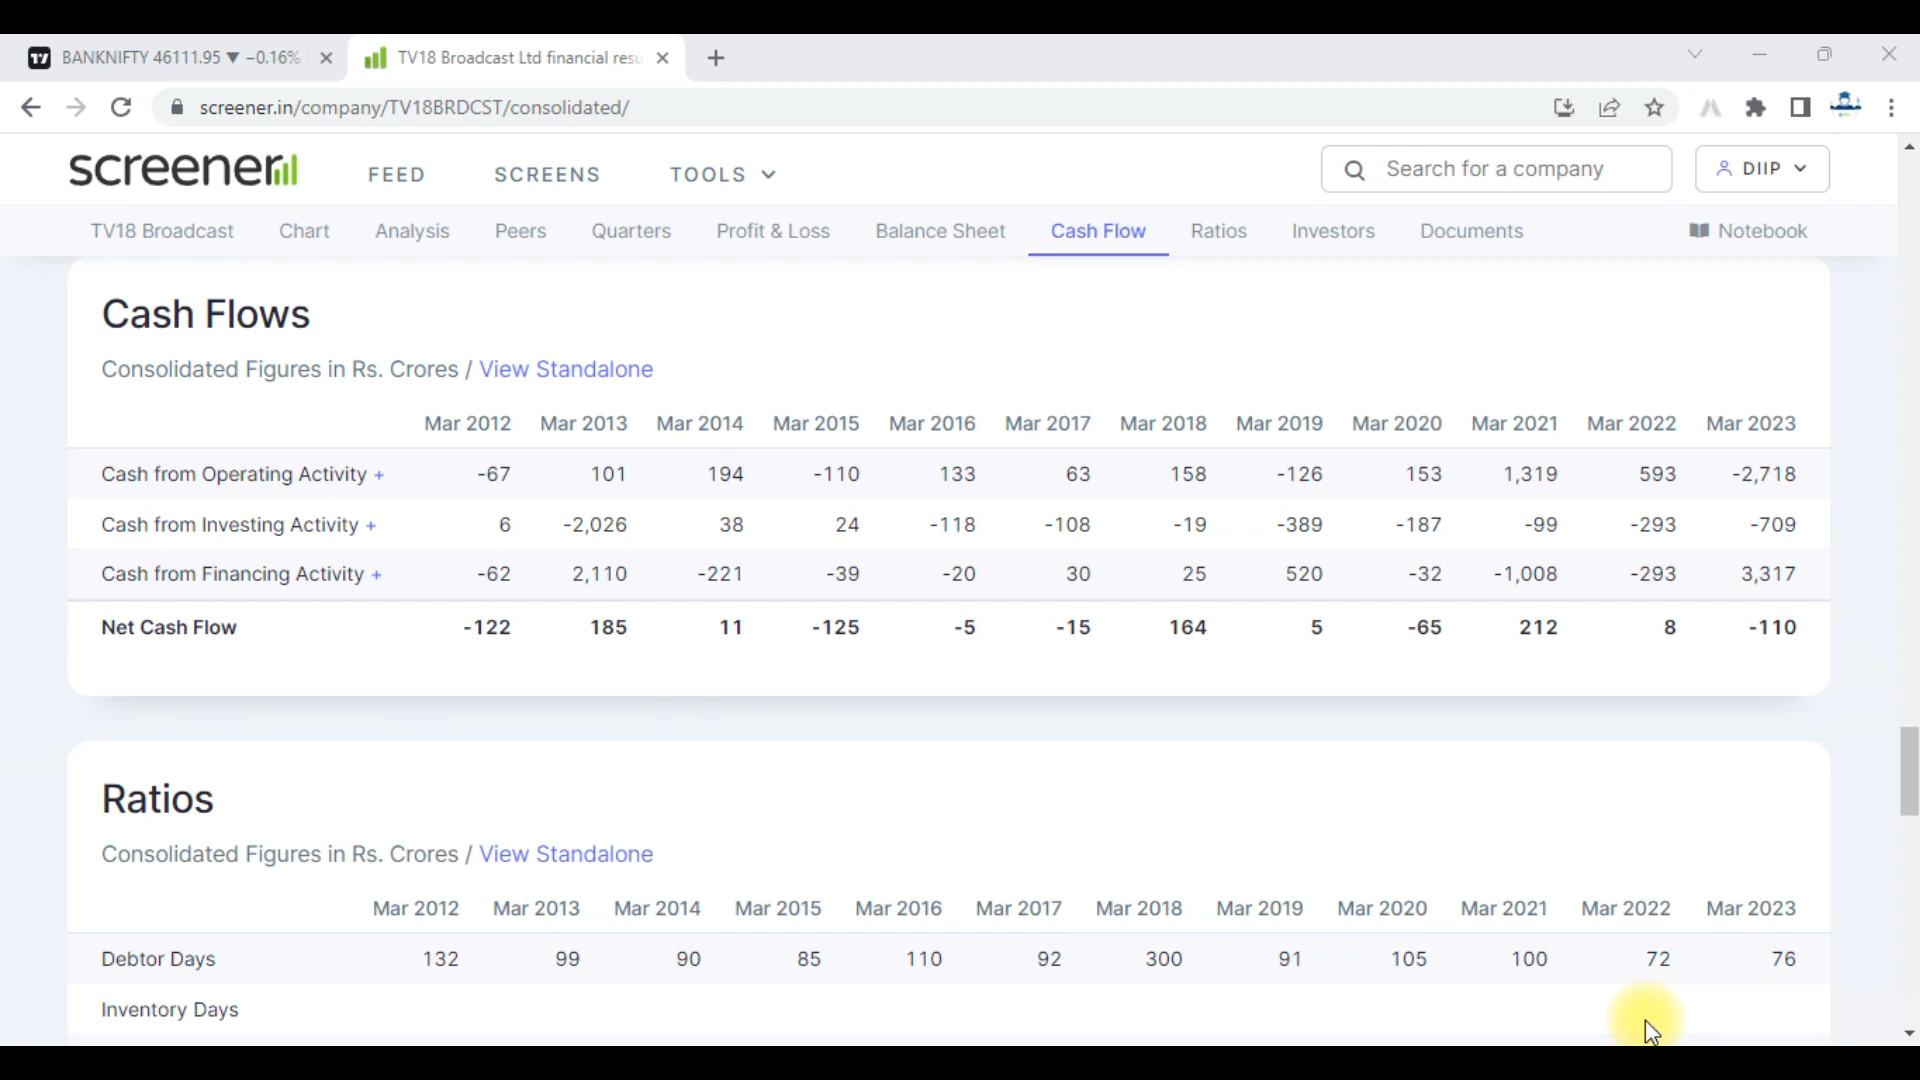 BANKNIFTY 46111.95 ▼ −0.16%
TV18 Broadcast Ltd financial resu
screener.in/company/TV18BRDCST/consolidated/
screener FEED SCREENS TOOLS Search for a company DIIP
TV18 Broadcast Chart Analysis Peers Quarters Profit & Loss Balance Sheet Cash Flow Ratios Investors Documents Notebook
Cash Flows
Consolidated Figures in Rs. Crores / View Standalone
Mar 2012 Mar 2013 Mar 2014 Mar 2015 Mar 2016 Mar 2017 Mar 2018 Mar 2019 Mar 2020 Mar 2021 Mar 2022 Mar 2023
Cash from Operating Activity + -67 101 194 -110 133 63 158 -126 153 1,319 593 -2,718
Cash from Investing Activity + 6 -2,026 38 24 -118 -108 -19 -389 -187 -99 -293 -709
Cash from Financing Activity + -62 2,110 -221 -39 -20 30 25 520 -32 -1,008 -293 3,317
Net Cash Flow -122 185 11 -125 -5 -15 164 5 -65 212 8 -110
Ratios
Consolidated Figures in Rs. Crores / View Standalone
Mar 2012 Mar 2013 Mar 2014 Mar 2015 Mar 2016 Mar 2017 Mar 2018 Mar 2019 Mar 2020 Mar 2021 Mar 2022 Mar 2023
Debtor Days 132 99 90 85 110 92 300 91 105 100 72 76
Inventory Days